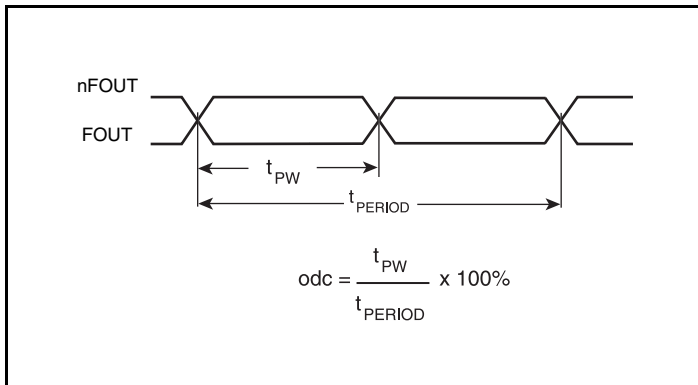 nFOUT
FOUT
tPW
tPERIOD
odc = tPW / tPERIOD x 100%